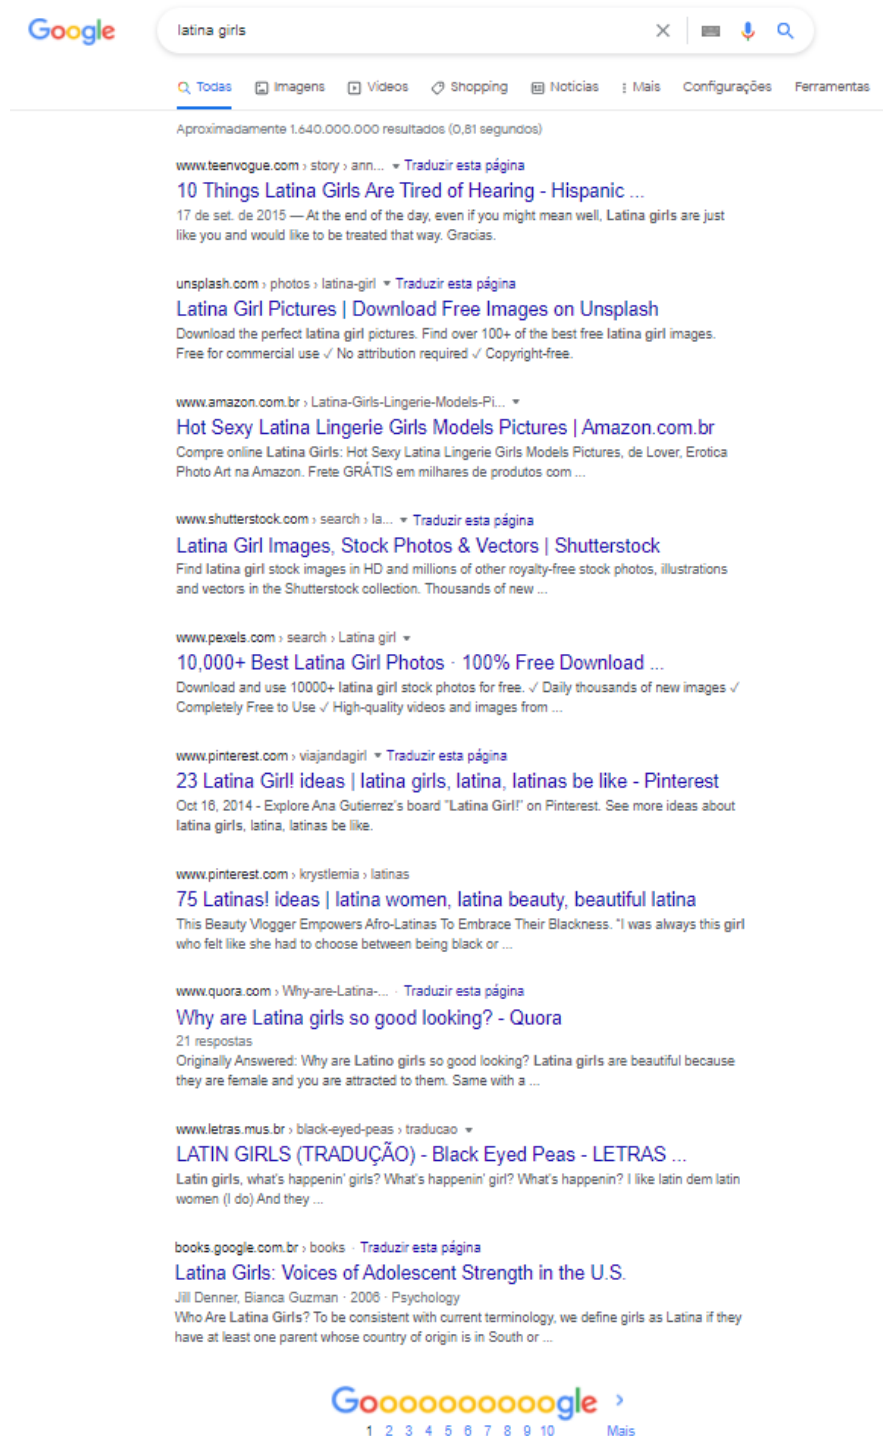 Google
latina girls
Todas Imagens Vídeos Shopping Notícias Mais Configurações Ferramentas
Aproximadamente 1.640.000.000 resultados (0,81 segundos)
www.teenvogue.com › story › ann... Traduzir esta página
10 Things Latina Girls Are Tired of Hearing - Hispanic ...
17 de set. de 2015 — At the end of the day, even if you might mean well, Latina girls are just
like you and would like to be treated that way. Gracias.
unsplash.com › photos › latina-girl Traduzir esta página
Latina Girl Pictures | Download Free Images on Unsplash
Download the perfect latina girl pictures. Find over 100+ of the best free latina girl images.
Free for commercial use ✓ No attribution required ✓ Copyright-free.
www.amazon.com.br › Latina-Girls-Lingerie-Models-Pi...
Hot Sexy Latina Lingerie Girls Models Pictures | Amazon.com.br
Compre online Latina Girls: Hot Sexy Latina Lingerie Girls Models Pictures, de Lover, Erotica
Photo Art na Amazon. Frete GRÁTIS em milhares de produtos com ...
www.shutterstock.com › search › la... Traduzir esta página
Latina Girl Images, Stock Photos & Vectors | Shutterstock
Find latina girl stock images in HD and millions of other royalty-free stock photos, illustrations
and vectors in the Shutterstock collection. Thousands of new ...
www.pexels.com › search › Latina girl
10,000+ Best Latina Girl Photos · 100% Free Download ...
Download and use 10000+ latina girl stock photos for free. ✓ Daily thousands of new images ✓
Completely Free to Use ✓ High-quality videos and images from ...
www.pinterest.com › viajandagirl Traduzir esta página
23 Latina Girl! ideas | latina girls, latina, latinas be like - Pinterest
Oct 16, 2014 - Explore Ana Gutierrez's board "Latina Girl!" on Pinterest. See more ideas about
latina girls, latina, latinas be like.
www.pinterest.com › krystlemia › latinas
75 Latinas! ideas | latina women, latina beauty, beautiful latina
This Beauty Vlogger Empowers Afro-Latinas To Embrace Their Blackness. "I was always this girl
who felt like she had to choose between being black or ...
www.quora.com › Why-are-Latina-... · Traduzir esta página
Why are Latina girls so good looking? - Quora
21 respostas
Originally Answered: Why are Latino girls so good looking? Latina girls are beautiful because
they are female and you are attracted to them. Same with a ...
www.letras.mus.br › black-eyed-peas › traducao
LATIN GIRLS (TRADUÇÃO) - Black Eyed Peas - LETRAS ...
Latin girls, what's happenin' girls? What's happenin' girl? What's happenin? I like latin dem latin
women (I do) And they ...
books.google.com.br › books · Traduzir esta página
Latina Girls: Voices of Adolescent Strength in the U.S.
Jill Denner, Bianca Guzman · 2006 · Psychology
Who Are Latina Girls? To be consistent with current terminology, we define girls as Latina if they
have at least one parent whose country of origin is in South or ...
Goooooooooogle ›
1 2 3 4 5 6 7 8 9 10 Mais